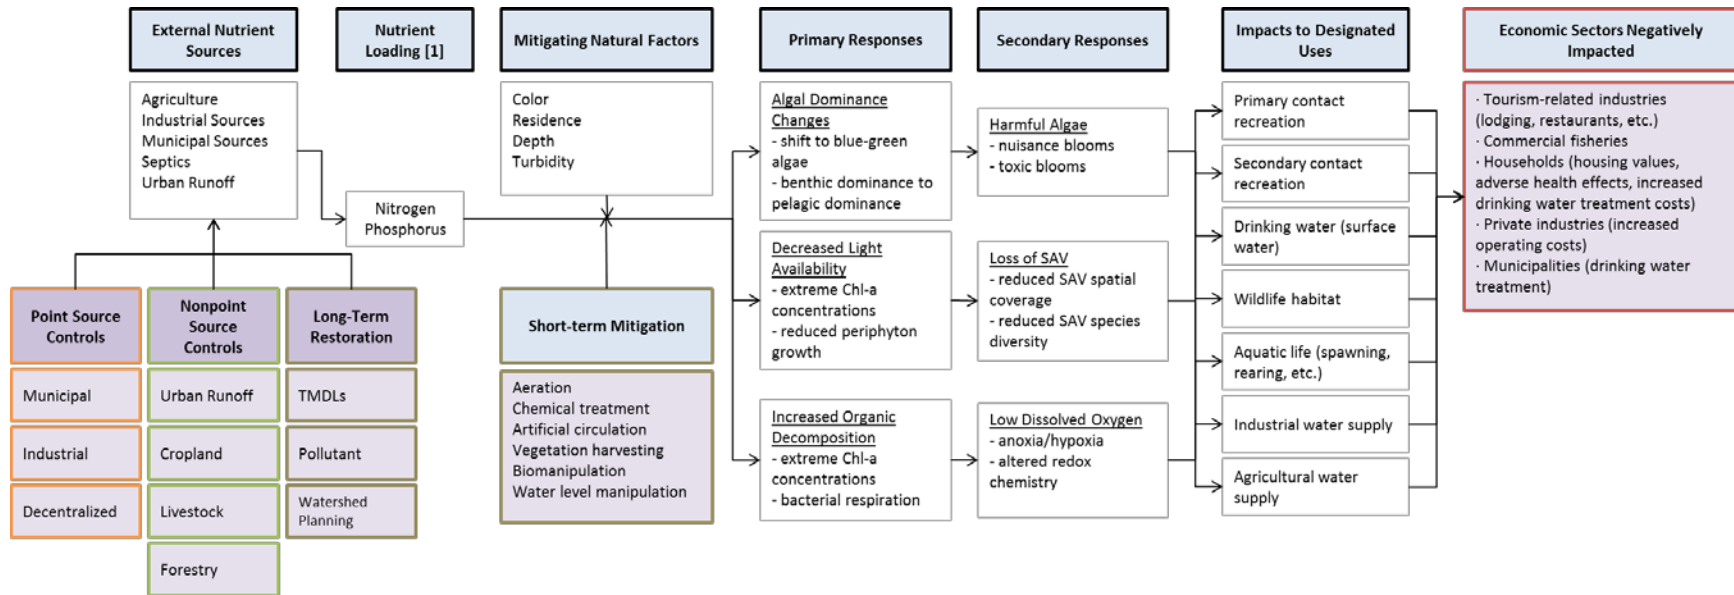 External Nutrient
Sources
Nutrient
Loading [1]
Mitigating Natural Factors
Primary Responses
Secondary Responses
Impacts to Designated
Uses
Economic Sectors Negatively
Impacted
Agriculture
Industrial Sources
Municipal Sources
Septics
Urban Runoff
Nitrogen
Phosphorus
Color
Residence
Depth
Turbidity
Algal Dominance
Changes
- shift to blue-green
algae
- benthic dominance to
pelagic dominance
Harmful Algae
- nuisance blooms
- toxic blooms
Primary contact
recreation
Secondary contact
recreation
Drinking water (surface
water)
Wildlife habitat
Aquatic life (spawning,
rearing, etc.)
Industrial water supply
Agricultural water
supply
· Tourism-related industries
(lodging, restaurants, etc.)
· Commercial fisheries
· Households (housing values,
adverse health effects, increased
drinking water treatment costs)
· Private industries (increased
operating costs)
· Municipalities (drinking water
treatment)
Decreased Light
Availability
- extreme Chl-a
concentrations
- reduced periphyton
growth
Loss of SAV
- reduced SAV spatial
coverage
- reduced SAV species
diversity
Increased Organic
Decomposition
- extreme Chl-a
concentrations
- bacterial respiration
Low Dissolved Oxygen
- anoxia/hypoxia
- altered redox
chemistry
Point Source
Controls
Municipal
Industrial
Decentralized
Nonpoint
Source
Controls
Urban Runoff
Cropland
Livestock
Forestry
Long-Term
Restoration
TMDLs
Pollutant
Watershed
Planning
Short-term Mitigation
Aeration
Chemical treatment
Artificial circulation
Vegetation harvesting
Biomanipulation
Water level manipulation